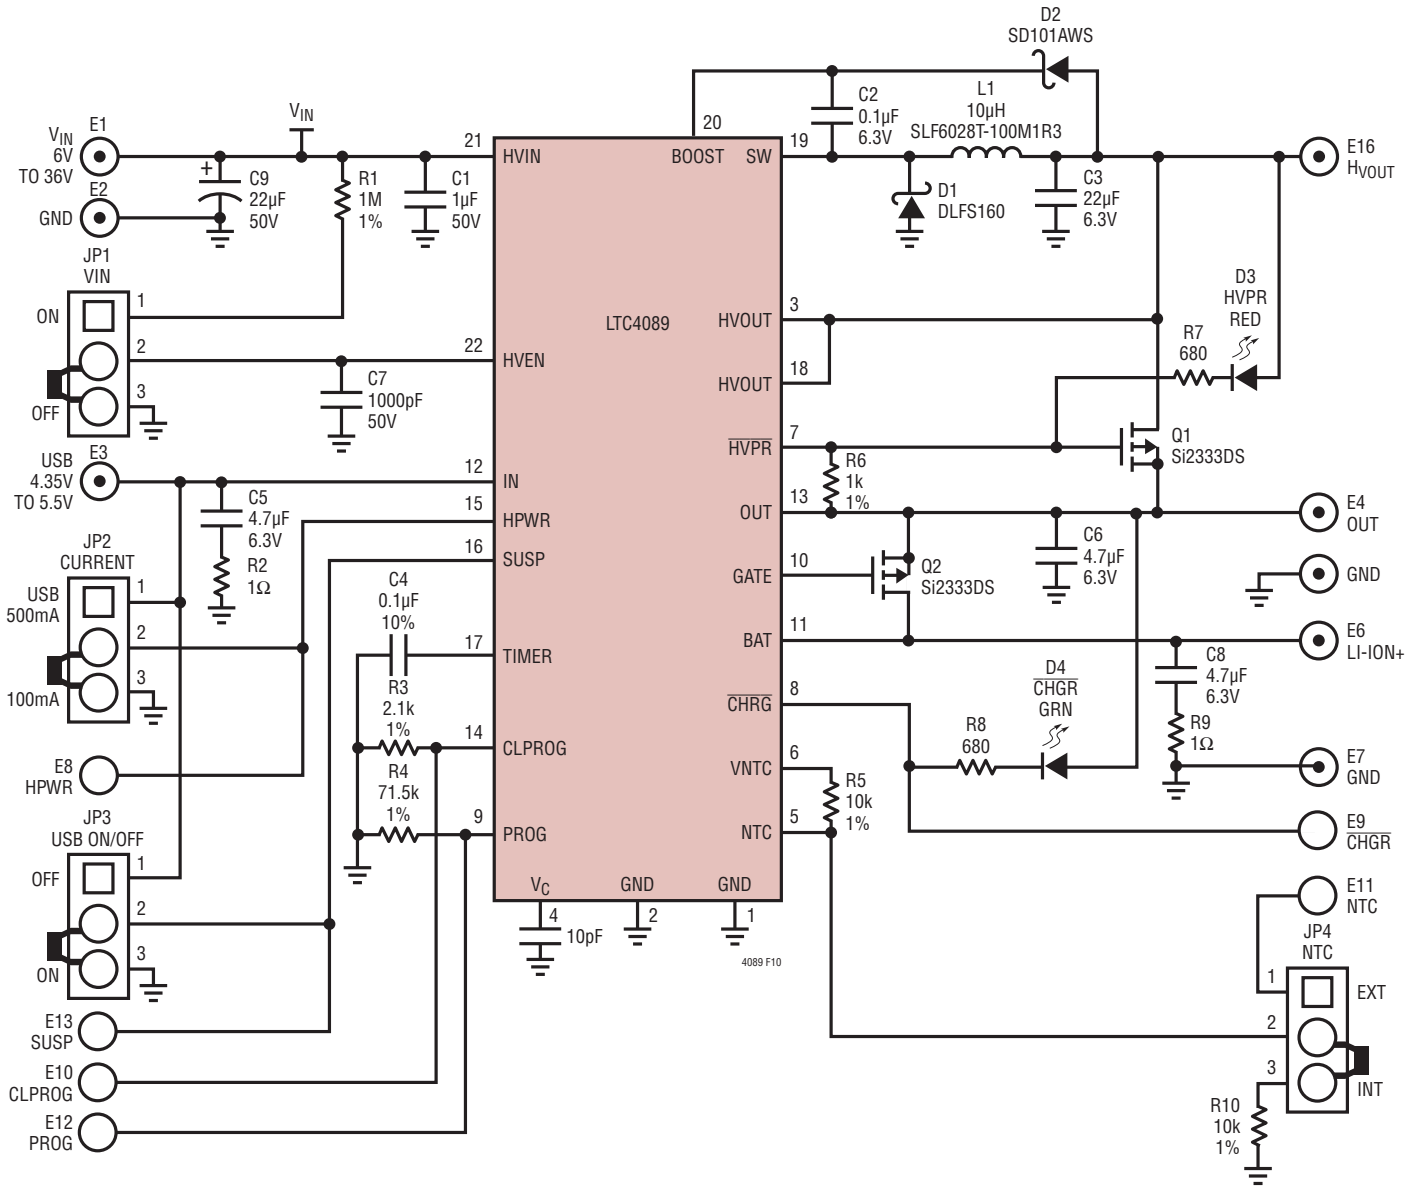 D2
SD101AWS
L1
10µH
SLF6028T-100M1R3
C2
0.1µF
6.3V
VIN
6V
TO 36V
E1
VIN
E2
GND
+
C9
22µF
50V
R1
1M
1%
C1
1µF
50V
21
HVIN
20
BOOST
SW
19
D1
DLFS160
C3
22µF
6.3V
E16
HVOUT
JP1
VIN
ON
1
2
3
OFF
22
HVEN
C7
1000pF
50V
LTC4089
HVOUT
3
HVOUT
18
D3
HVPR
RED
R7
680
HVPR
7
R6
1k
1%
Q1
Si2333DS
USB
4.35V
TO 5.5V
E3
12
IN
C5
4.7µF
6.3V
R2
1Ω
15
HPWR
16
SUSP
OUT
13
E4
OUT
GATE
10
Q2
Si2333DS
C6
4.7µF
6.3V
GND
JP2
CURRENT
USB
500mA
1
2
3
100mA
C4
0.1µF
10%
17
TIMER
BAT
11
E6
LI-ION+
C8
4.7µF
6.3V
R9
1Ω
R3
2.1k
1%
14
CLPROG
CHRG
8
D4
CHGR
GRN
R8
680
E7
GND
E8
HPWR
R4
71.5k
1%
9
PROG
VNTC
6
R5
10k
1%
NTC
5
E9
CHGR
JP3
USB ON/OFF
OFF
1
2
3
ON
VC
4
10pF
GND
2
GND
1
4089 F10
E11
NTC
JP4
NTC
1
EXT
2
3
INT
R10
10k
1%
E13
SUSP
E10
CLPROG
E12
PROG